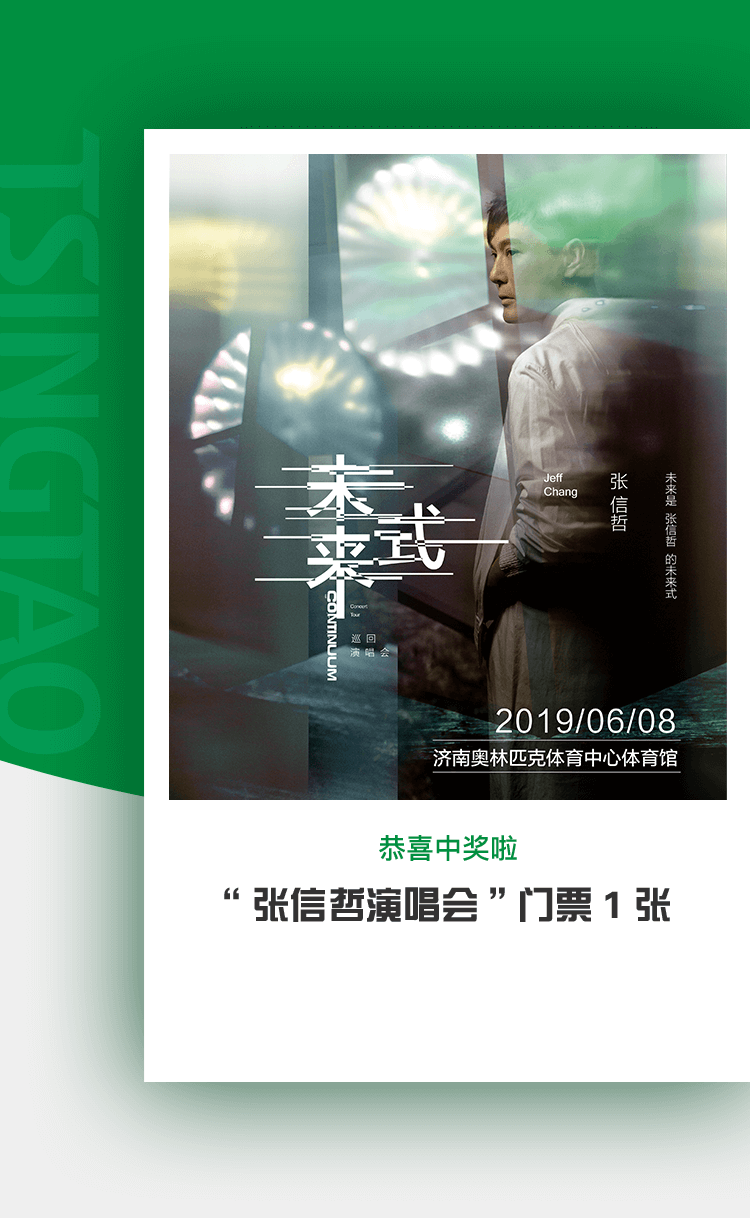 TSINGTAO
未来式
CONTINUUM
Concert
Tour
巡回
演唱会
Jeff
Chang
张信哲
未来是 张信哲 的未来式
2019/06/08
济南奥林匹克体育中心体育馆
恭喜中奖啦
“张信哲演唱会”门票1张